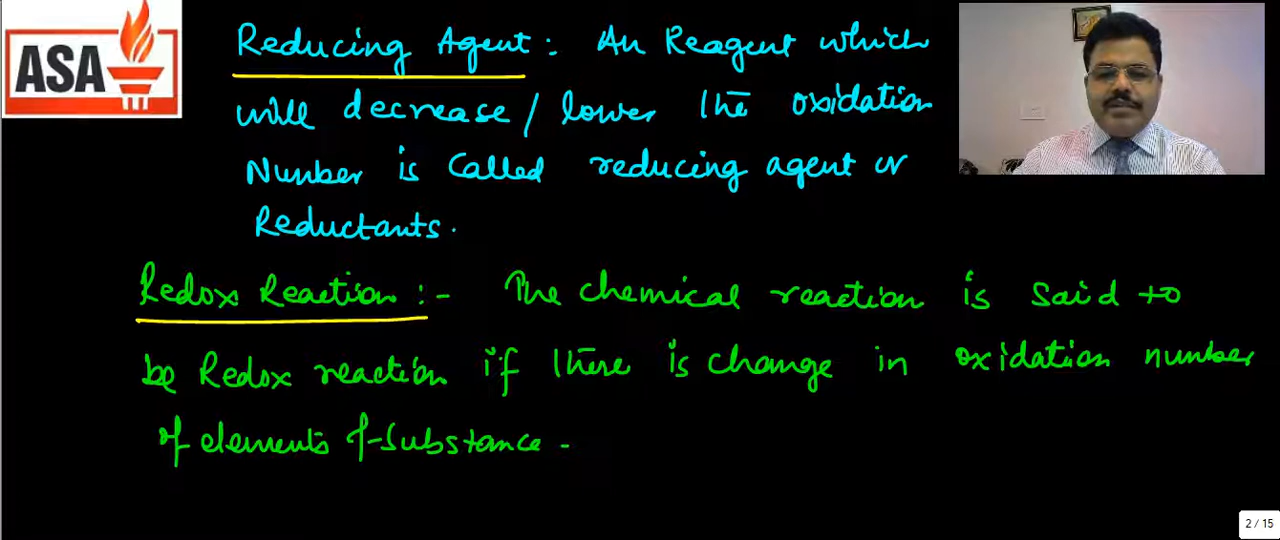 ASA
Reducing Agent : An Reagent which
will decrease / lower the oxidation
Number is called reducing agent or
Reductants.
Redox Reaction :- The chemical reaction is said to
be Redox reaction if there is change in oxidation number
of elements of substance -
2 / 15